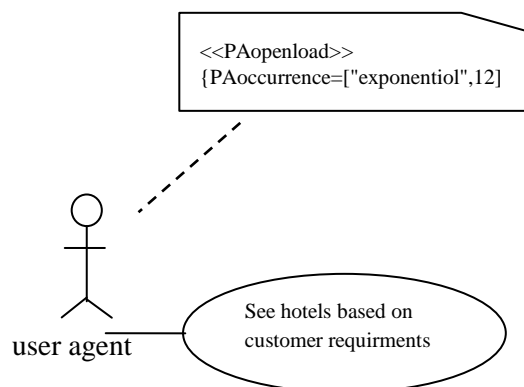 <<PAopenload>>
{PAoccurrence=["exponentiol",12]
See hotels based on
customer requirments
user agent